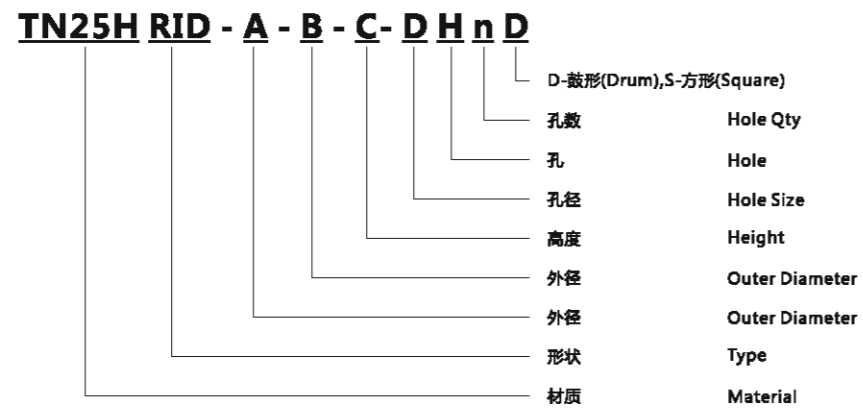 TN25H RID - A - B - C- D H n D
D-鼓形(Drum),S-方形(Square)
孔数 Hole Qty
孔 Hole
孔径 Hole Size
高度 Height
外径 Outer Diameter
外径 Outer Diameter
形状 Type
材质 Material